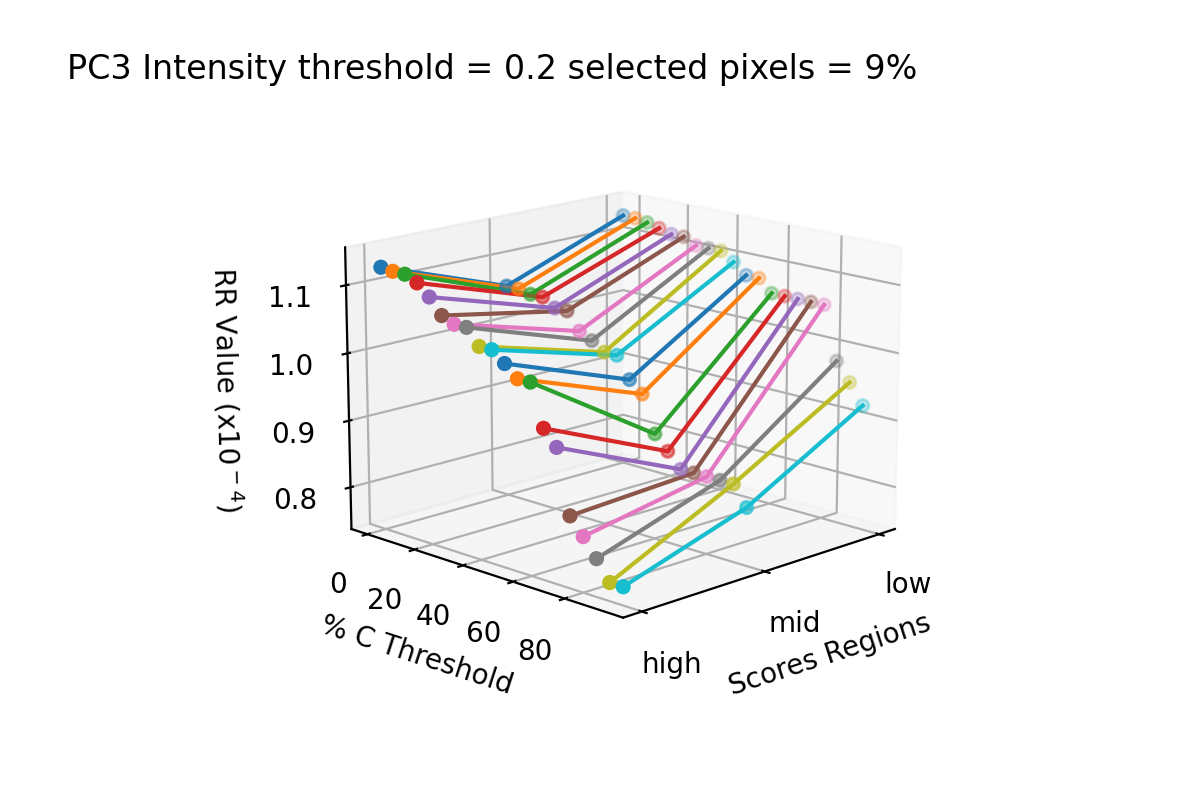 PC3 Intensity threshold = 0.2 selected pixels = 9%
RR Value (x10⁻⁴)
1.1
1.0
0.9
0.8
0
20
40
60
80
% C Threshold
high
mid
low
Scores Regions